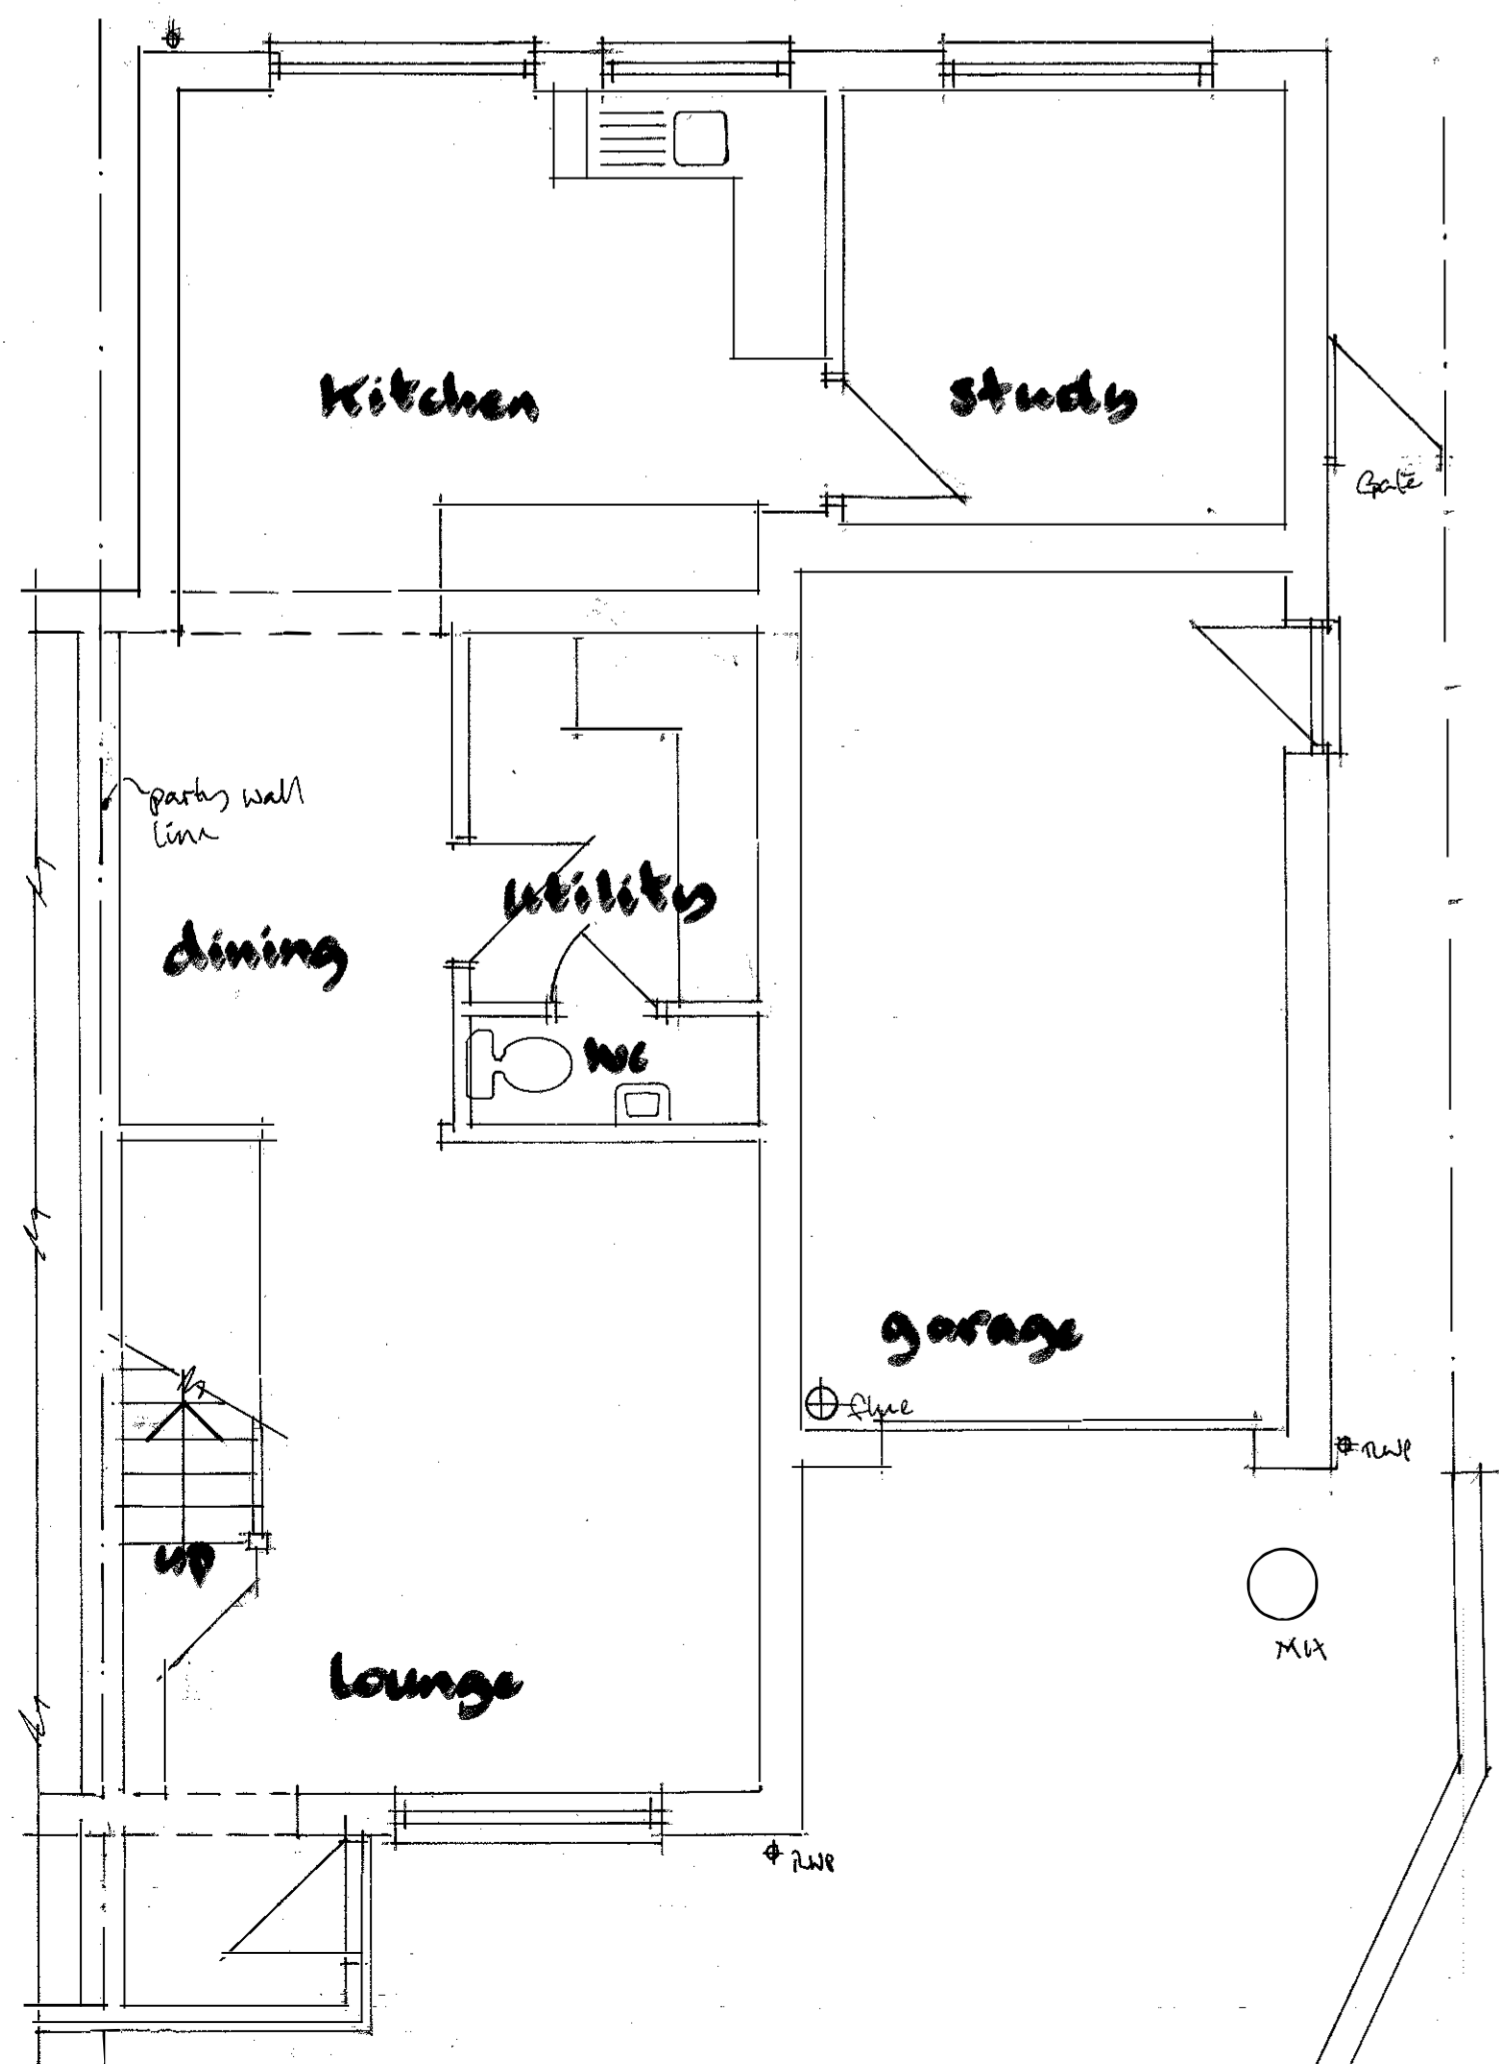 Kitchen
study
Gate
party wall
line
utility
dining
WC
garage
flue
RWP
up
MH
lounge
RWP